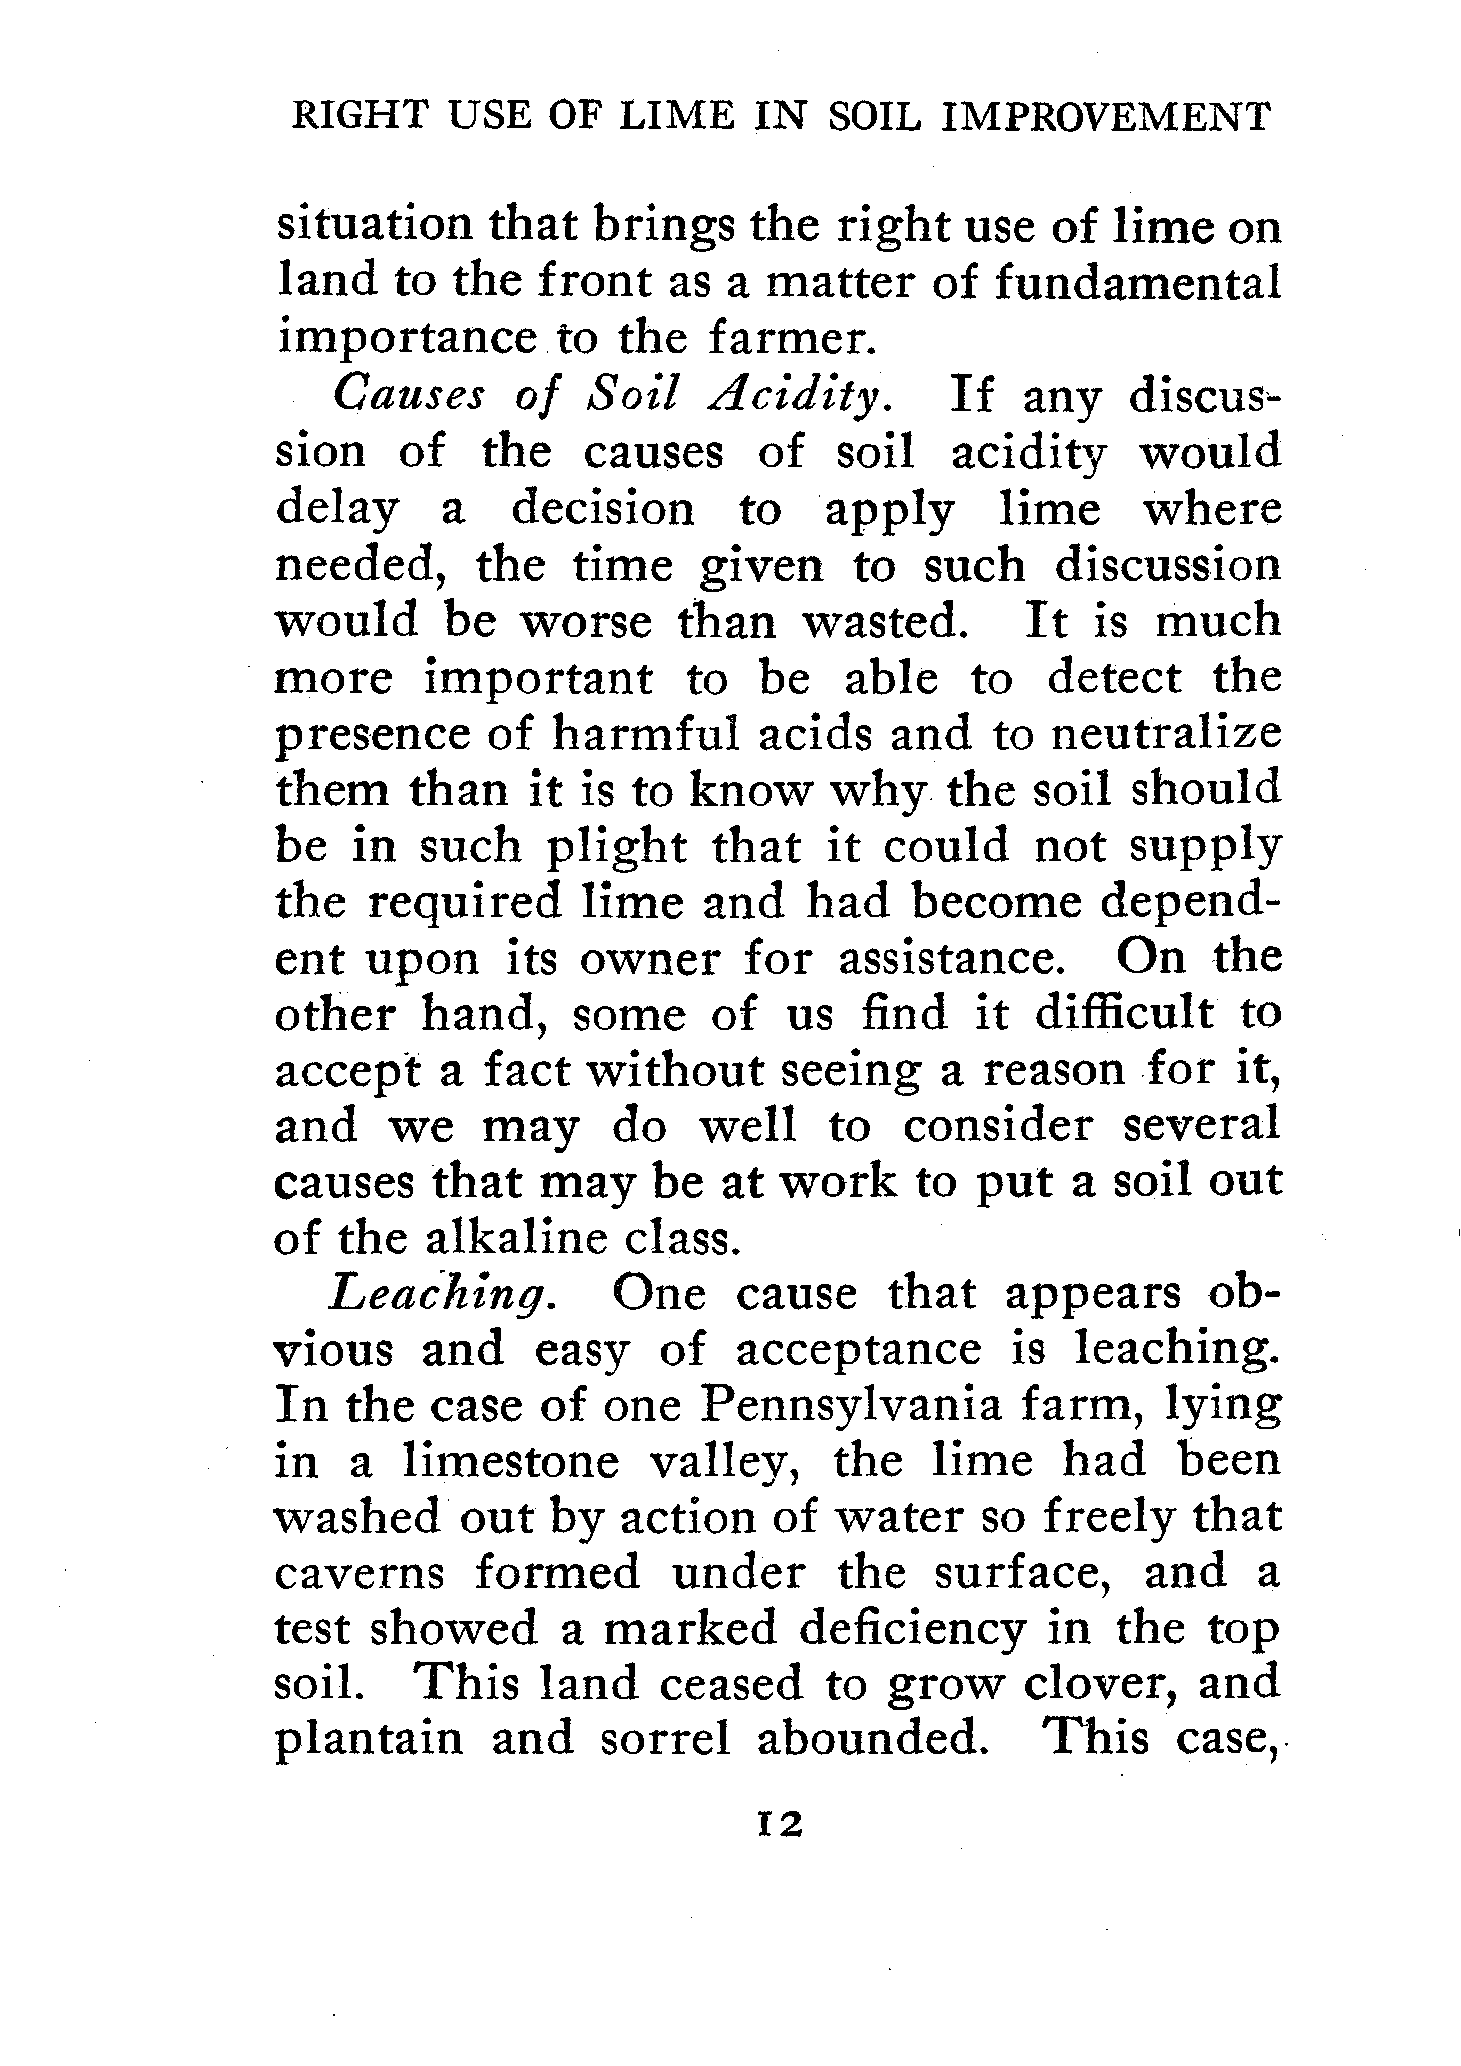 RIGHT USE OF LIME IN SOIL IMPROVEMENT
situation that brings the right use of lime on
land to the front as a matter of fundamental
importance to the farmer.
Causes of Soil Acidity. If any discus-
sion of the causes of soil acidity would
delay a decision to apply lime where
needed, the time given to such discussion
would be worse than wasted. It is much
more important to be able to detect the
presence of harmful acids and to neutralize
them than it is to know why the soil should
be in such plight that it could not supply
the required lime and had become depend-
ent upon its owner for assistance. On the
other hand, some of us find it difficult to
accept a fact without seeing a reason for it,
and we may do well to consider several
causes that may be at work to put a soil out
of the alkaline class.
Leaching. One cause that appears ob-
vious and easy of acceptance is leaching.
In the case of one Pennsylvania farm, lying
in a limestone valley, the lime had been
washed out by action of water so freely that
caverns formed under the surface, and a
test showed a marked deficiency in the top
soil. This land ceased to grow clover, and
plantain and sorrel abounded. This case,
12